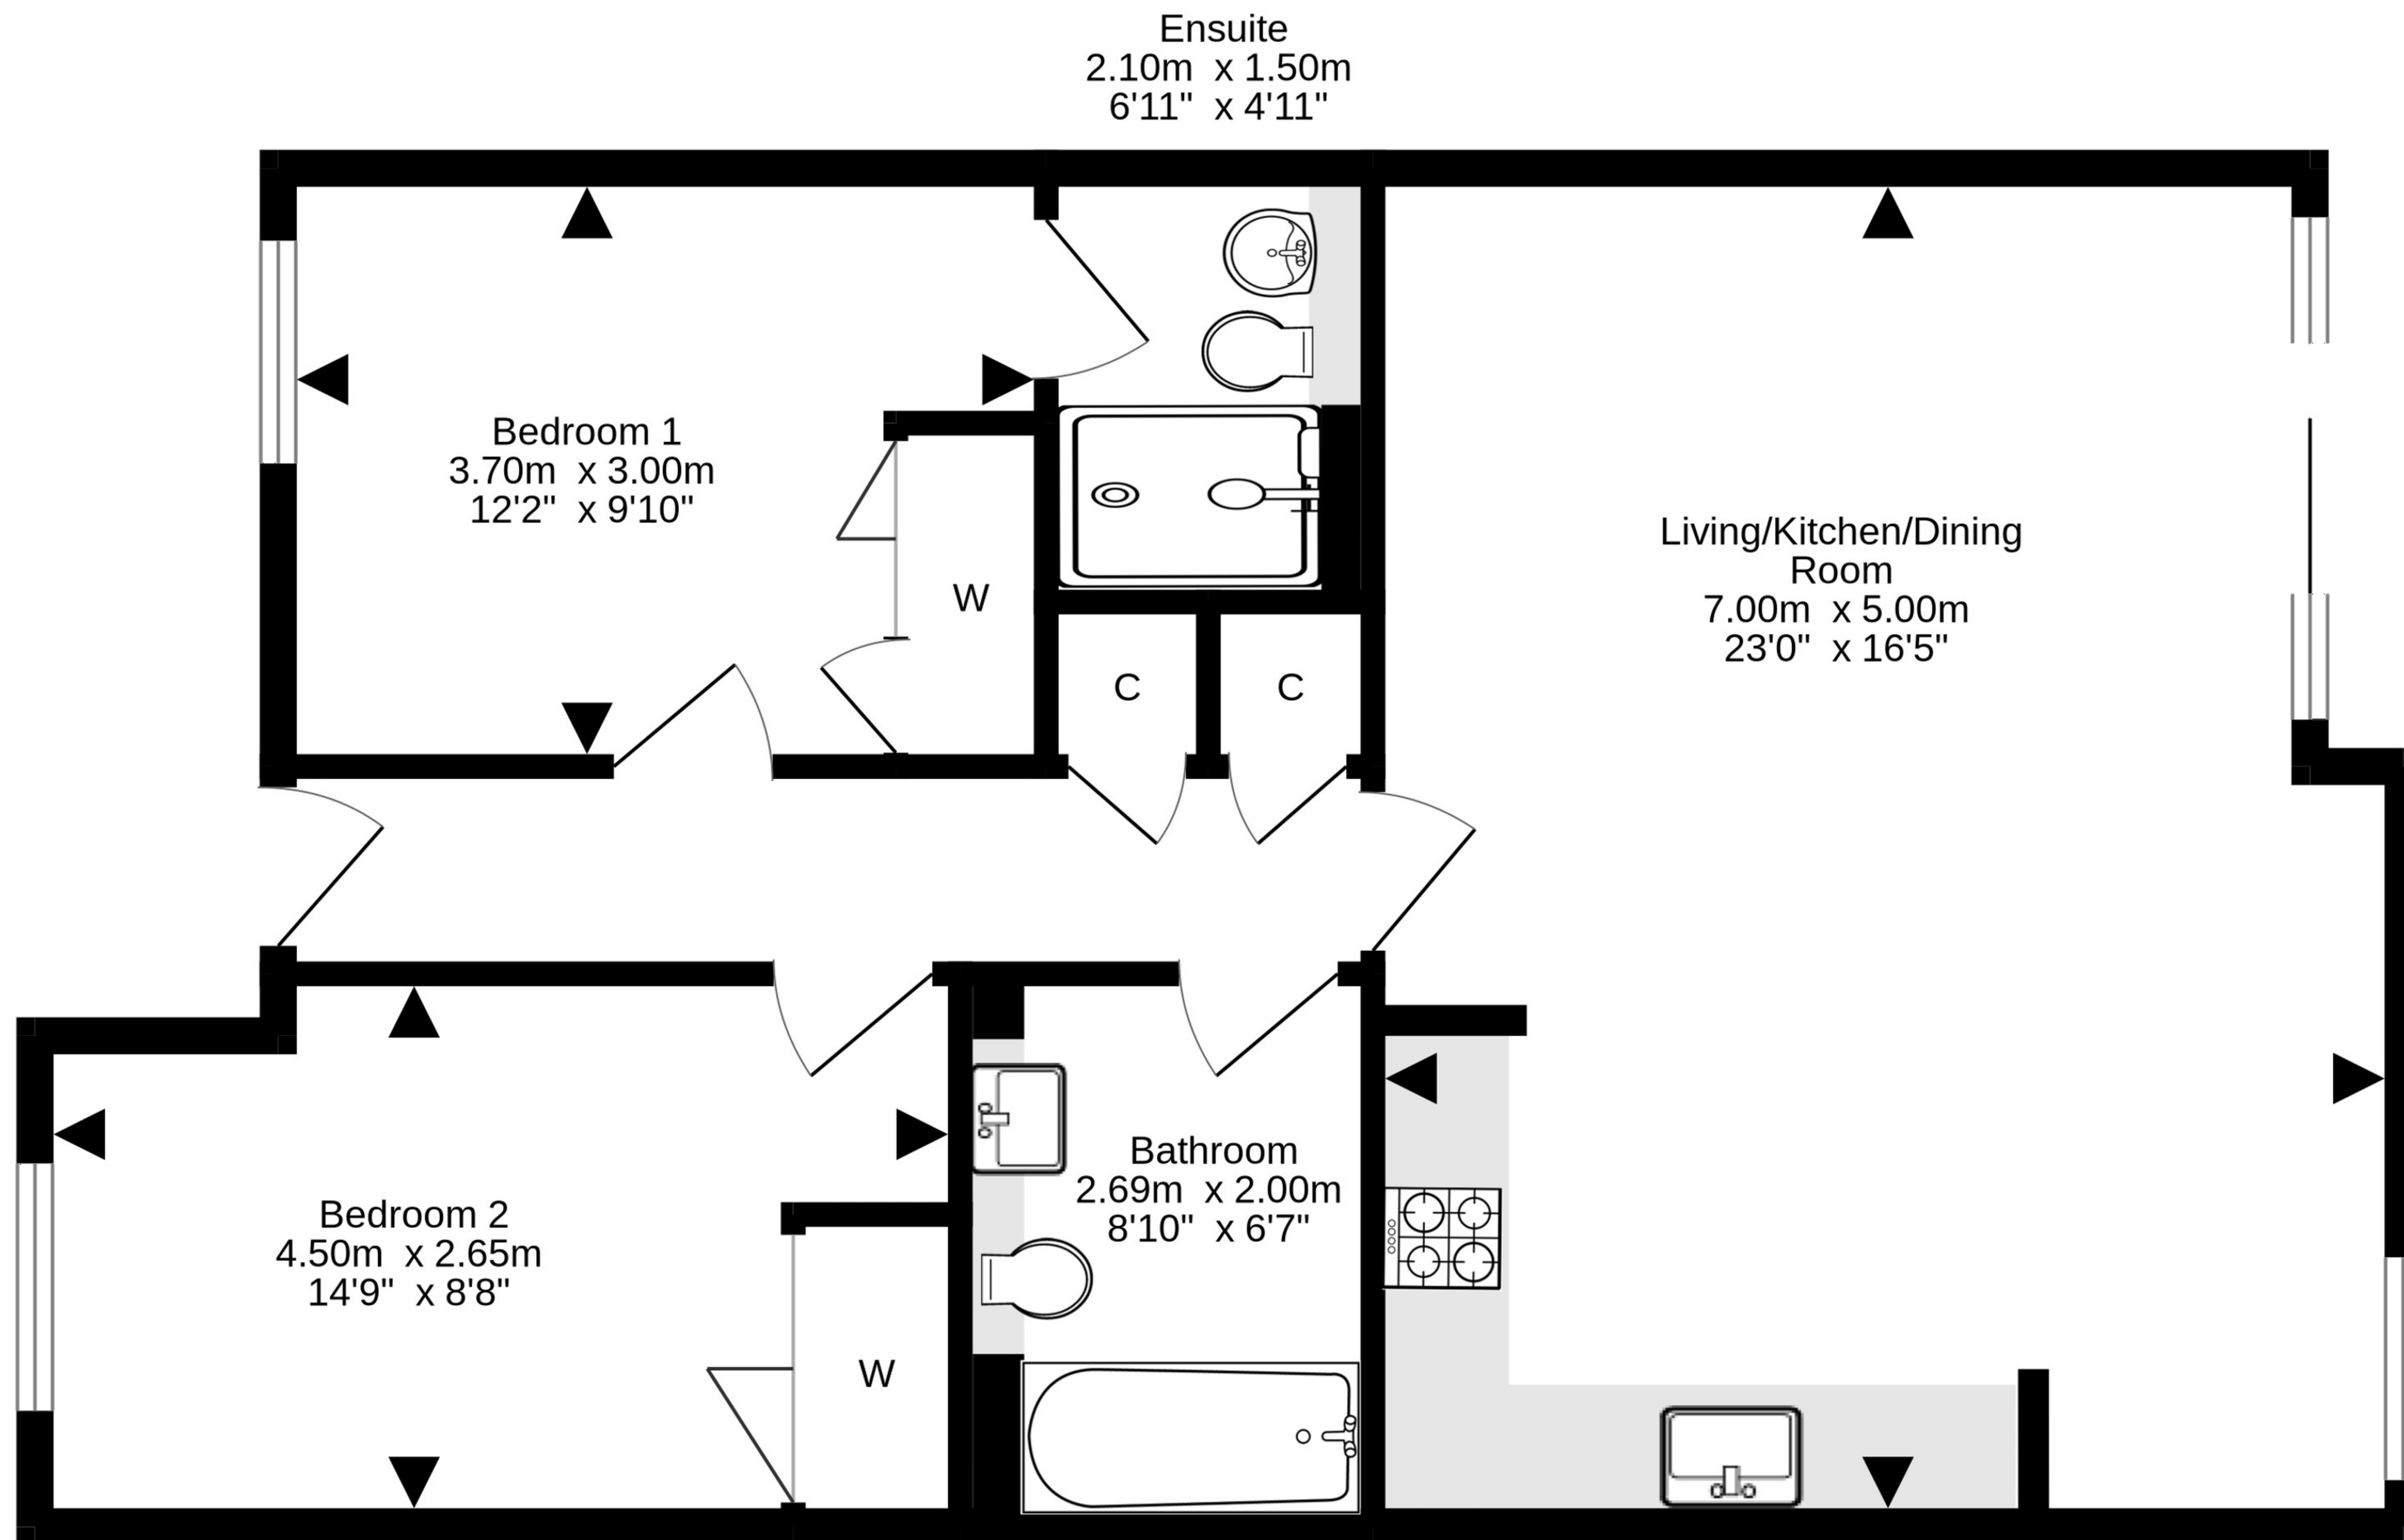 Ensuite
2.10m x 1.50m
6'11" x 4'11"
Bedroom 1
3.70m x 3.00m
12'2" x 9'10"
W
C
C
Living/Kitchen/Dining
Room
7.00m x 5.00m
23'0" x 16'5"
Bedroom 2
4.50m x 2.65m
14'9" x 8'8"
W
Bathroom
2.69m x 2.00m
8'10" x 6'7"